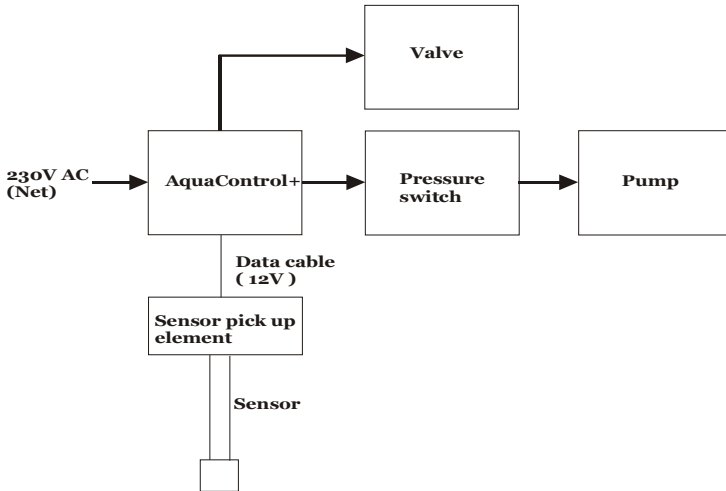 Valve
230V AC
(Net)
AquaControl+
Pressure
switch
Pump
Data cable
( 12V )
Sensor pick up
element
Sensor